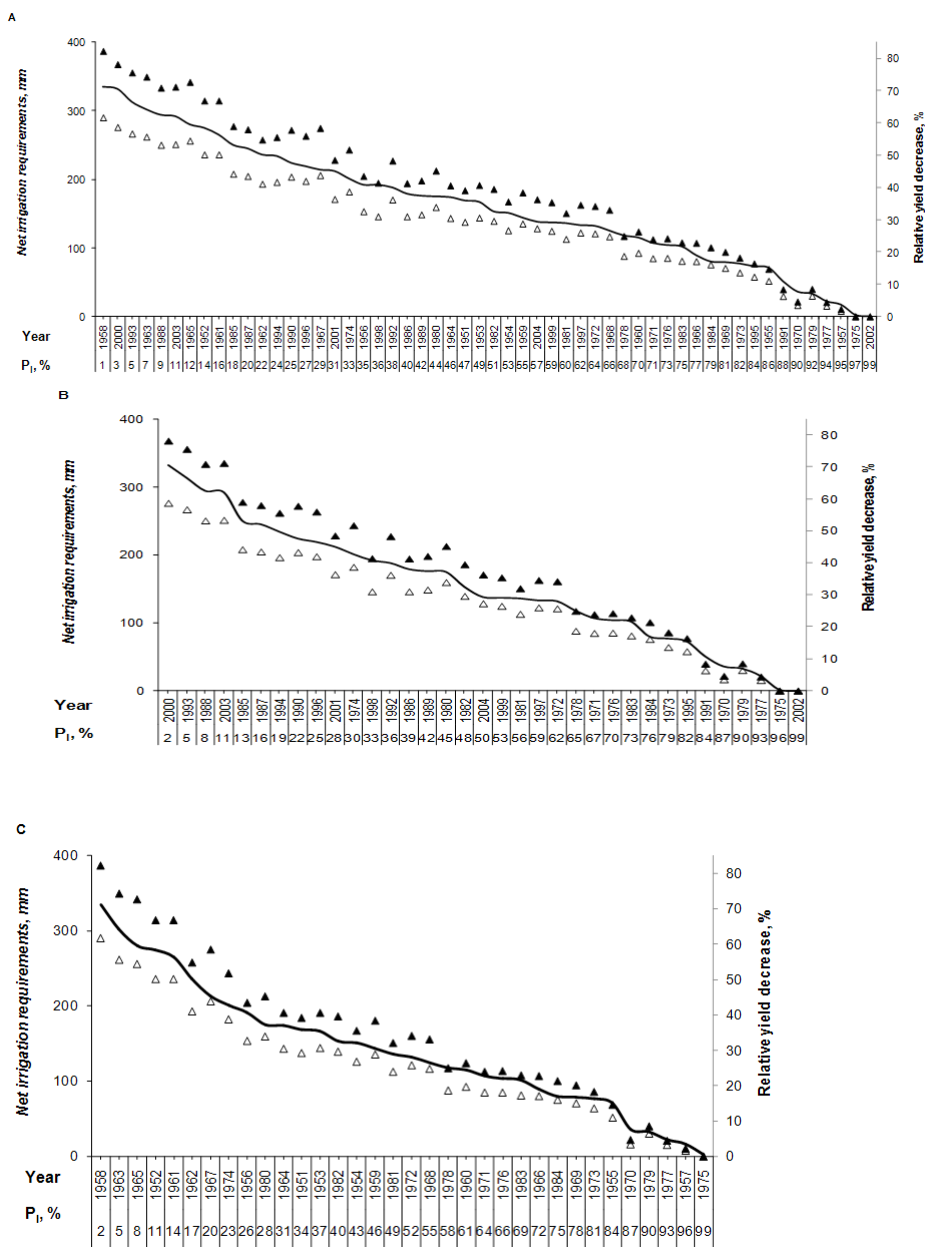 A
Net irrigation requirements, mm
400
300
200
100
0
80
70
60
50
40
30
20
10
0
Relative yield decrease, %
Year 1958 2000 1993 1963 1988 2003 1965 1952 1961 1985 1987 1962 1994 1990 1996 1967 2001 1974 1956 1998 1992 1986 1989 1980 1964 1951 1953 1982 1954 1959 2004 1999 1981 1997 1972 1968 1978 1960 1971 1976 1983 1966 1984 1969 1973 1995 1955 1991 1970 1979 1977 1957 1975 2002
PI, % 1 3 5 7 9 11 12 14 16 18 20 22 24 25 27 29 31 33 35 36 38 40 42 44 46 47 49 51 53 55 57 59 60 62 64 66 68 70 71 73 75 77 79 81 82 84 86 88 90 92 94 95 97 99
B
Net irrigation requirements, mm
400
300
200
100
0
80
70
60
50
40
30
20
10
0
Relative yield decrease, %
Year 2000 1993 1988 2003 1985 1987 1994 1990 1996 2001 1974 1998 1992 1986 1989 1980 1982 2004 1999 1981 1997 1972 1978 1971 1976 1983 1984 1973 1995 1991 1970 1979 1977 1975 2002
PI, % 2 5 8 11 13 16 19 22 25 28 30 33 36 39 42 45 48 50 53 56 59 62 65 67 70 73 76 79 82 84 87 90 93 96 99
C
Net irrigation requirements, mm
400
300
200
100
0
80
70
60
50
40
30
20
10
0
Relative yield decrease, %
Year 1958 1963 1965 1952 1961 1962 1967 1974 1956 1980 1964 1951 1953 1982 1954 1959 1981 1972 1968 1978 1960 1971 1976 1983 1966 1984 1969 1973 1955 1970 1979 1977 1957 1975
PI, % 2 5 8 11 14 17 20 23 26 28 31 34 37 40 43 46 49 52 55 58 61 64 66 69 72 75 78 81 84 87 90 93 96 99